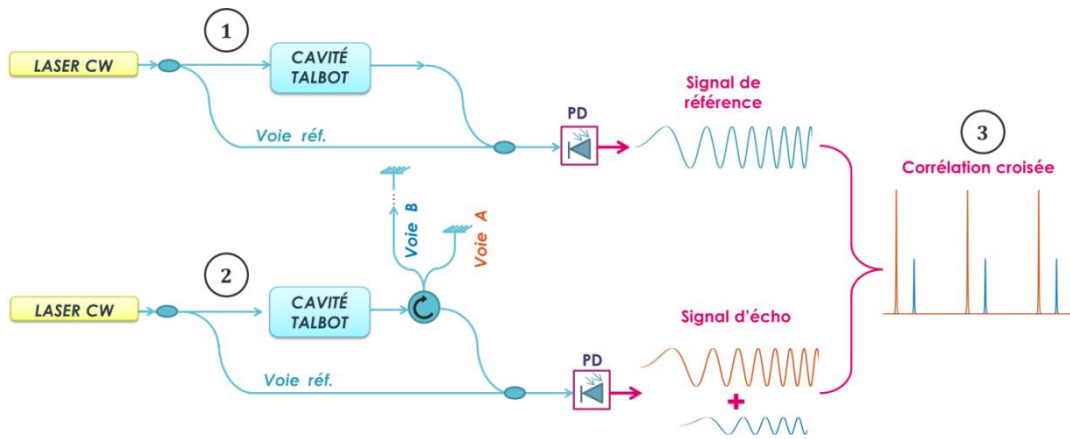 1
LASER CW
CAVITÉ
TALBOT
Voie réf.
PD
Signal de
référence
3
Corrélation croisée
Voie B
Voie A
2
LASER CW
CAVITÉ
TALBOT
Voie réf.
PD
Signal d'écho
+